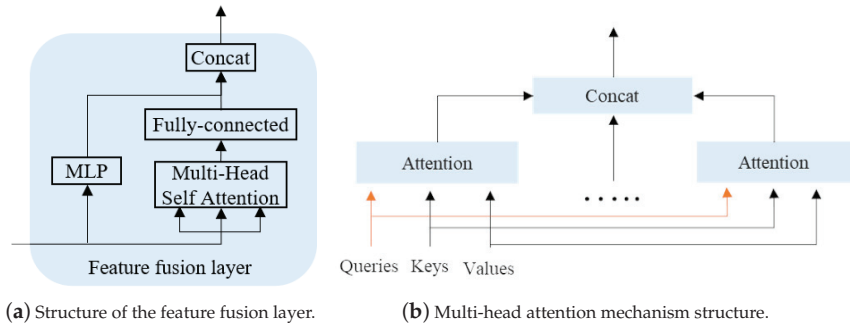 Concat
Fully-connected
MLP
Multi-Head
Self Attention
Feature fusion layer
(a) Structure of the feature fusion layer.
Concat
Attention
Attention
.....
Queries Keys Values
(b) Multi-head attention mechanism structure.